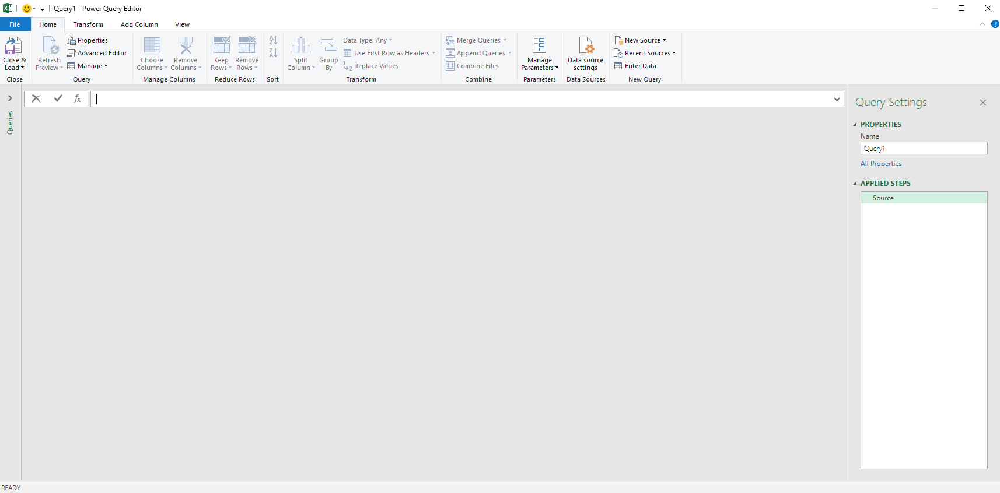 Query1 - Power Query Editor
File Home Transform Add Column View
Close & Load
Close
Refresh Preview
Properties
Advanced Editor
Manage
Query
Choose Columns
Remove Columns
Manage Columns
Keep Rows
Remove Rows
Reduce Rows
A Z
Z A
Sort
Split Column
Group By
Data Type: Any
Use First Row as Headers
1 2 Replace Values
Transform
Merge Queries
Append Queries
Combine Files
Combine
Manage Parameters
Parameters
Data source settings
Data Sources
New Source
Recent Sources
Enter Data
New Query
Queries
fx
Query Settings
PROPERTIES
Name
Query1
All Properties
APPLIED STEPS
Source
READY